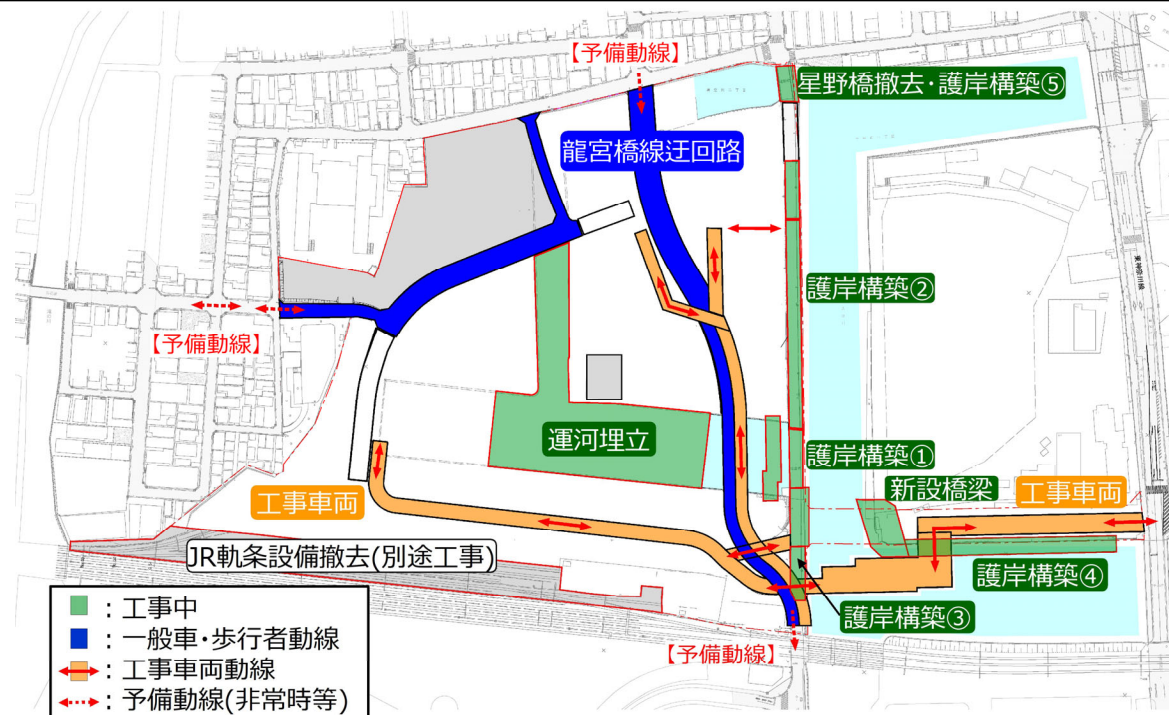 【予備動線】
星野橋撤去・護岸構築⑤
龍宮橋線迂回路
護岸構築②
【予備動線】
運河埋立
護岸構築①
新設橋梁
工事車両
工事車両
JR軌条設備撤去(別途工事)
護岸構築④
護岸構築③
【予備動線】
：工事中
：一般車・歩行者動線
：工事車両動線
：予備動線(非常時等)